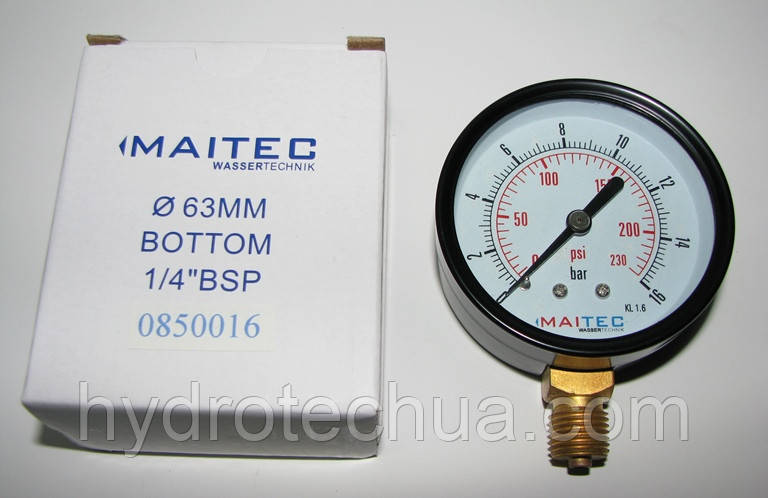 MAITEC
WASSERTECHNIK
Ø 63MM
BOTTOM
1/4"BSP
0850016
0 2 4 6 8 10 12 14 16
0 50 100 150 200 230
psi
bar
KL 1.6
MAITEC
WASSERTECHNIK
hydrotechua.com.ua